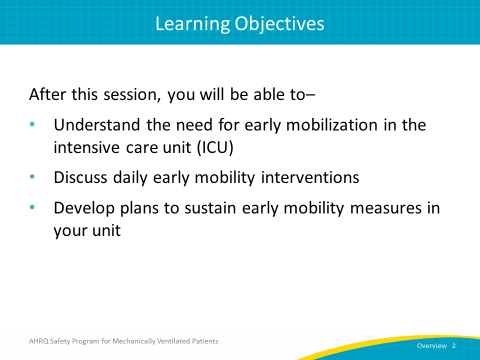 Learning Objectives
After this session, you will be able to–
• Understand the need for early mobilization in the
intensive care unit (ICU)
• Discuss daily early mobility interventions
• Develop plans to sustain early mobility measures in
your unit
AHRQ Safety Program for Mechanically Ventilated Patients
Overview 2